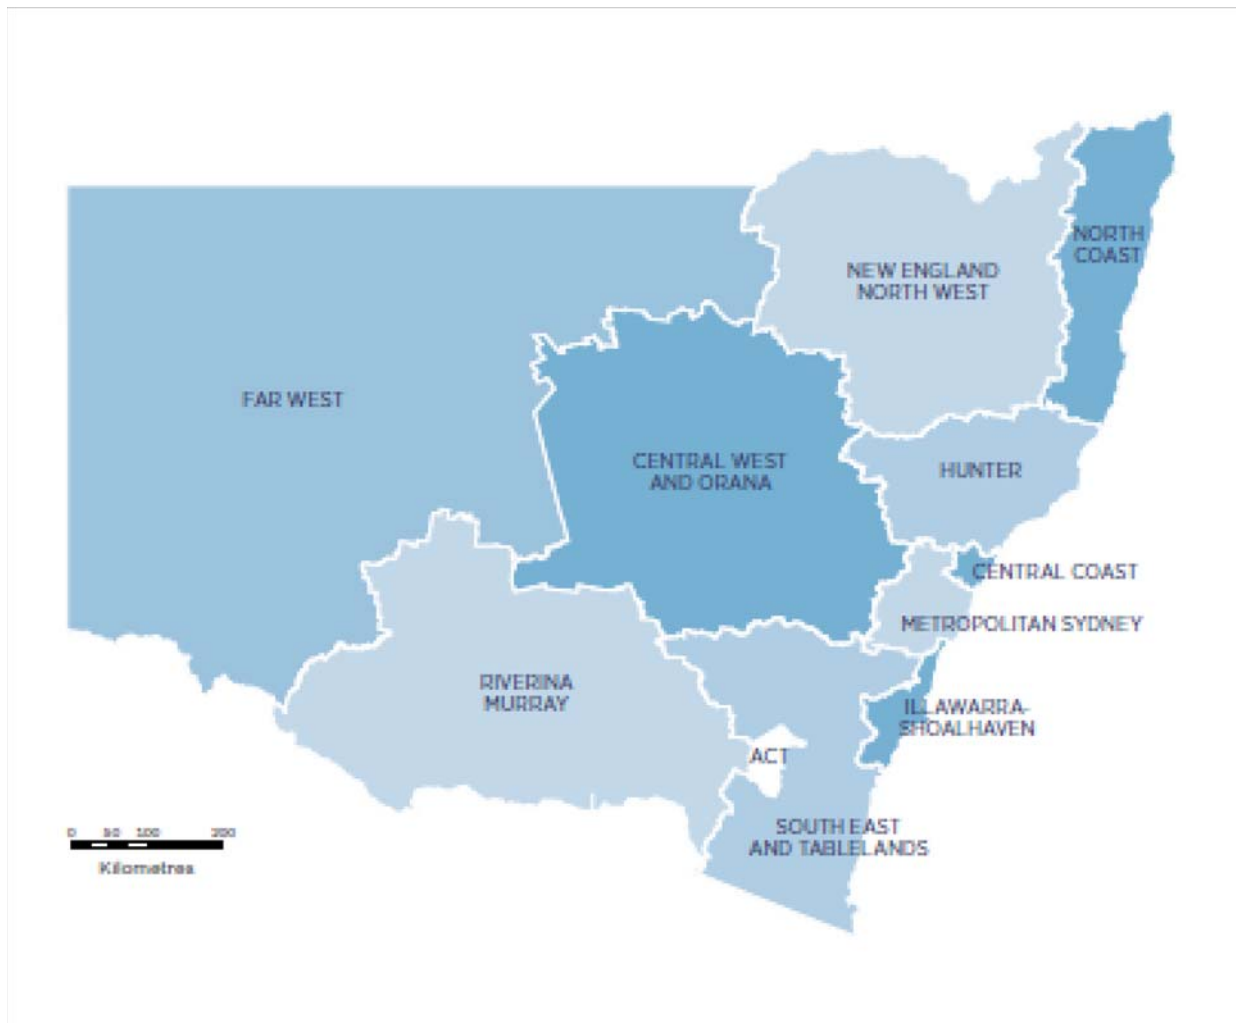 NORTH
COAST
NEW ENGLAND
NORTH WEST
FAR WEST
CENTRAL WEST
AND ORANA
HUNTER
CENTRAL COAST
METROPOLITAN SYDNEY
RIVERINA
MURRAY
ILLAWARRA-
SHOALHAVEN
ACT
SOUTH EAST
AND TABLELANDS
0 50 100 200
Kilometres